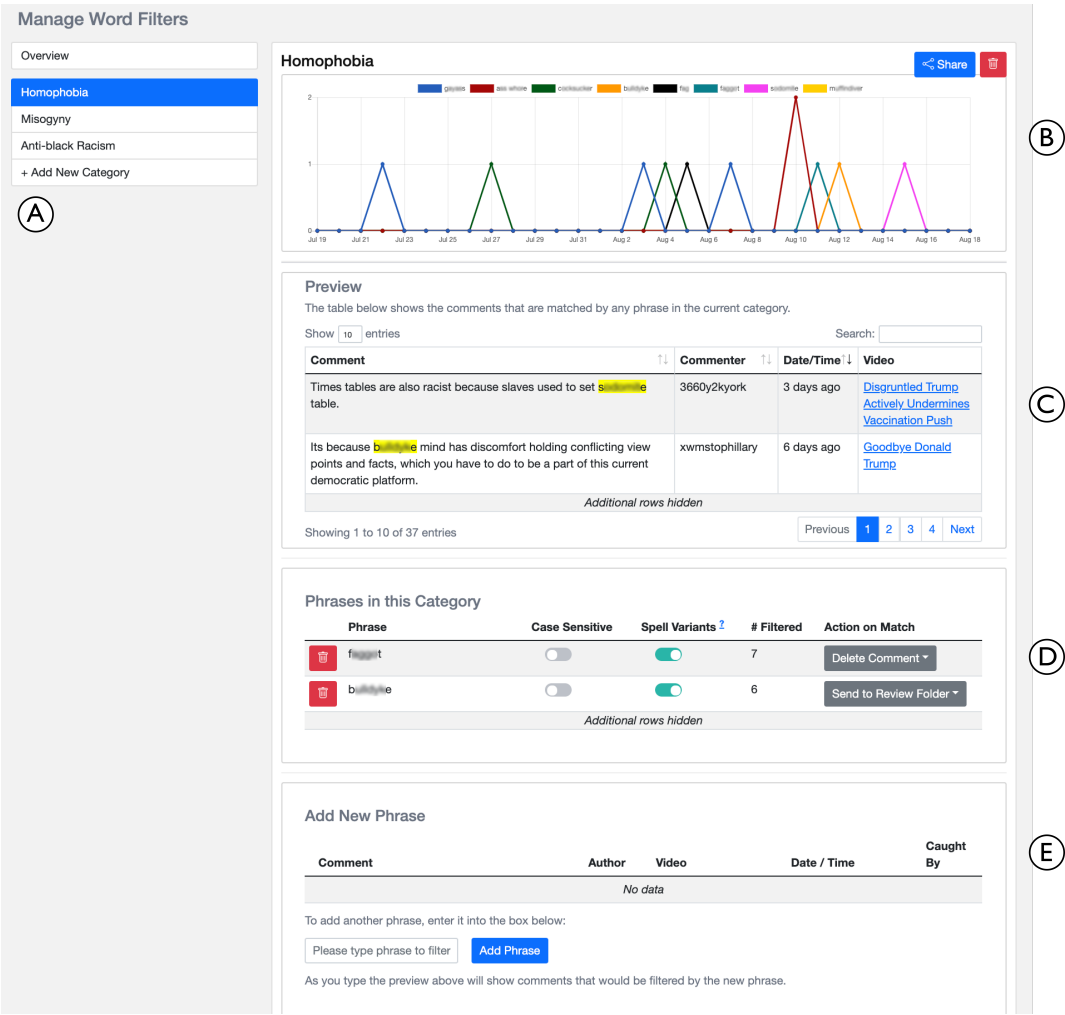 Manage Word Filters
Overview
Homophobia
Misogyny
Anti-black Racism
+ Add New Category
A
Homophobia
Share
2
1
0
Jul 19 Jul 21 Jul 23 Jul 25 Jul 27 Jul 29 Jul 31 Aug 2 Aug 4 Aug 6 Aug 8 Aug 10 Aug 12 Aug 14 Aug 16 Aug 18
B
Preview
The table below shows the comments that are matched by any phrase in the current category.
Show 10 entries Search:
Comment Commenter Date/Time Video
Times tables are also racist because slaves used to set s e 3660y2kyork 3 days ago Disgruntled Trump
table. Actively Undermines
Vaccination Push
C
Its because b e mind has discomfort holding conflicting view xwmstophillary 6 days ago Goodbye Donald
points and facts, which you have to do to be a part of this current Trump
democratic platform.
Additional rows hidden
Showing 1 to 10 of 37 entries Previous 1 2 3 4 Next
Phrases in this Category
Phrase Case Sensitive Spell Variants ? # Filtered Action on Match
f t 7 Delete Comment
D
b e 6 Send to Review Folder
Additional rows hidden
Add New Phrase
Comment Author Video Date / Time Caught
By
E
No data
To add another phrase, enter it into the box below:
Please type phrase to filter Add Phrase
As you type the preview above will show comments that would be filtered by the new phrase.